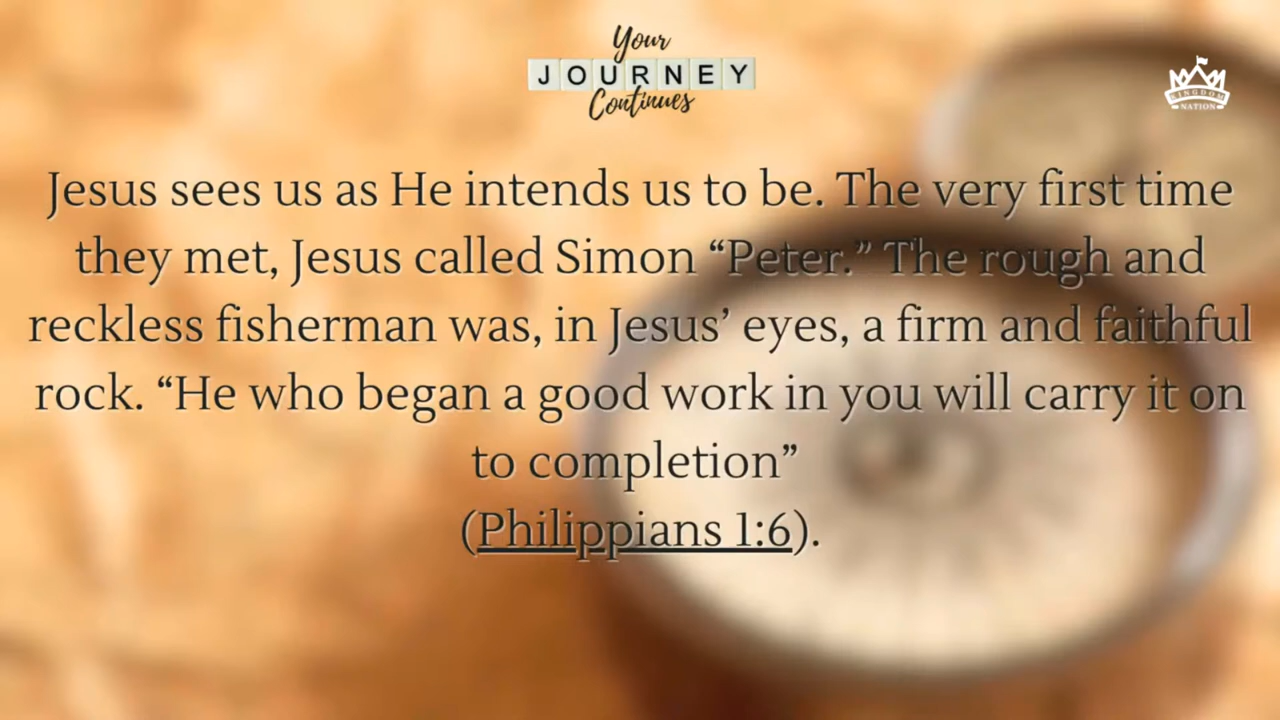 Your
JOURNEY
Continues
KINGDOM
NATION
Jesus sees us as He intends us to be. The very first time
they met, Jesus called Simon “Peter.” The rough and
reckless fisherman was, in Jesus’ eyes, a firm and faithful
rock. “He who began a good work in you will carry it on
to completion”
(Philippians 1:6).